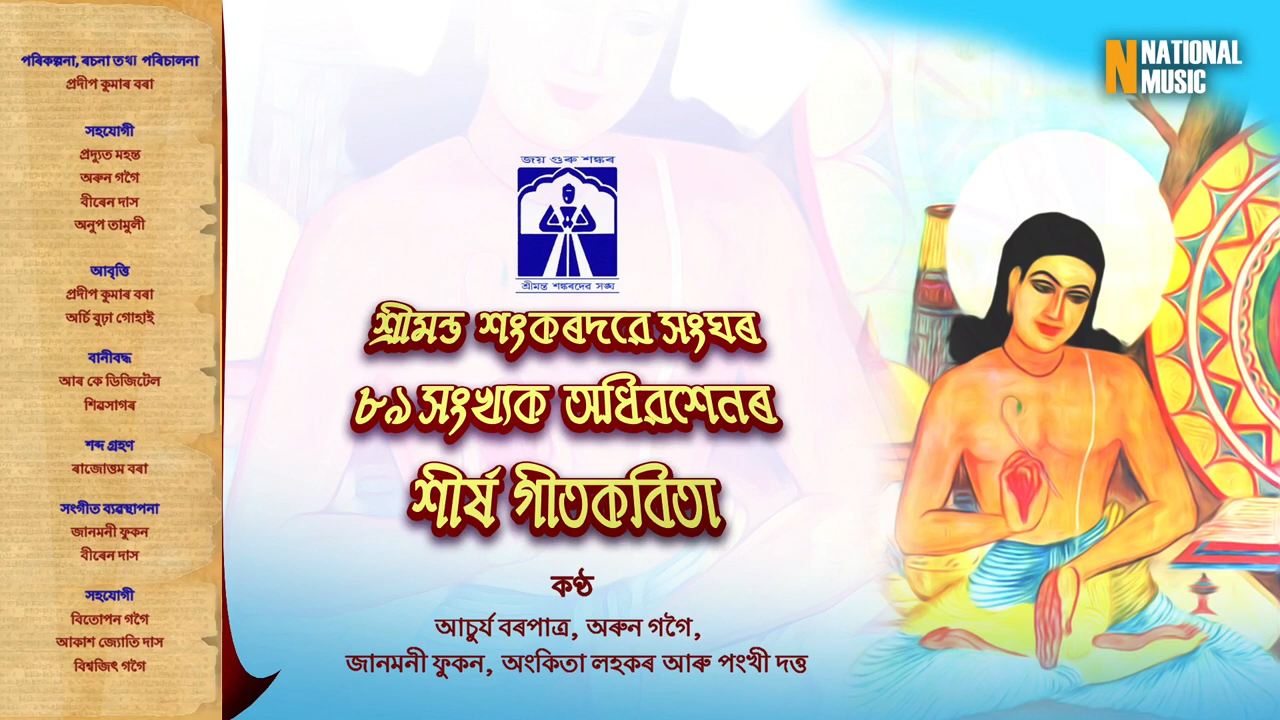 পৰিকল্পনা, ৰচনা তথ্য পৰিচালনা
প্ৰদীপ কুমাৰ বৰা
সহযোগী
প্ৰদ্যুত মহন্ত
অৰুন গগৈ
বীৰেন দাস
অনুপ তামুলী
আবৃত্তি
প্ৰদীপ কুমাৰ বৰা
অৰ্চি বুঢ়া গোহাই
বানীবদ্ধ
আৰ কে ডিজিটেল
শিৱসাগৰ
শব্দ গ্ৰহণ
ৰাজোত্তম বৰা
সংগীত ব্যৱস্থাপনা
জানমনী ফুকন
বীৰেন দাস
সহযোগী
বিতোপন গগৈ
আকাশ জ্যোতি দাস
বিশ্বজিৎ গগৈ
জয় গুৰু শঙ্কৰ
শ্ৰীমন্ত শঙ্কৰদেৱ সঙ্ঘ
শ্ৰীমন্ত শংকৰদৱে সংঘৰ
৮৯ সংখ্যক অধিৱশেনৰ
শীৰ্ষ গীতকবিতা
কণ্ঠ
আচুৰ্য বৰপাত্ৰ, অৰুন গগৈ,
জানমনী ফুকন, অংকিতা লহকৰ আৰু পংখী দত্ত
NATIONAL
MUSIC